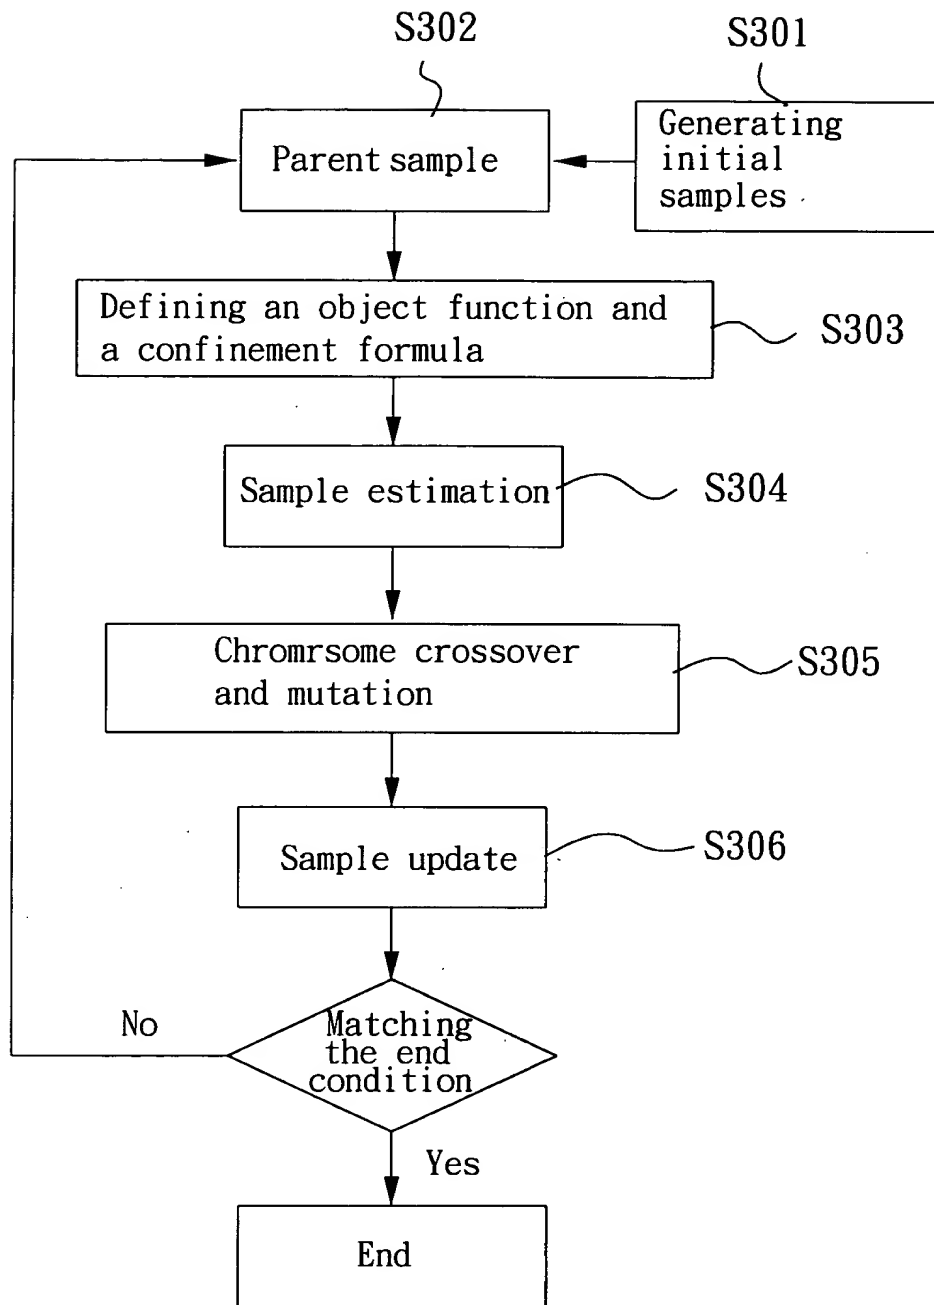 S302
S301
Parent sample
Generating
initial
samples
Defining an object function and
a confinement formula
S303
Sample estimation
S304
Chromrsome crossover
and mutation
S305
Sample update
S306
No
Matching
the end
condition
Yes
End